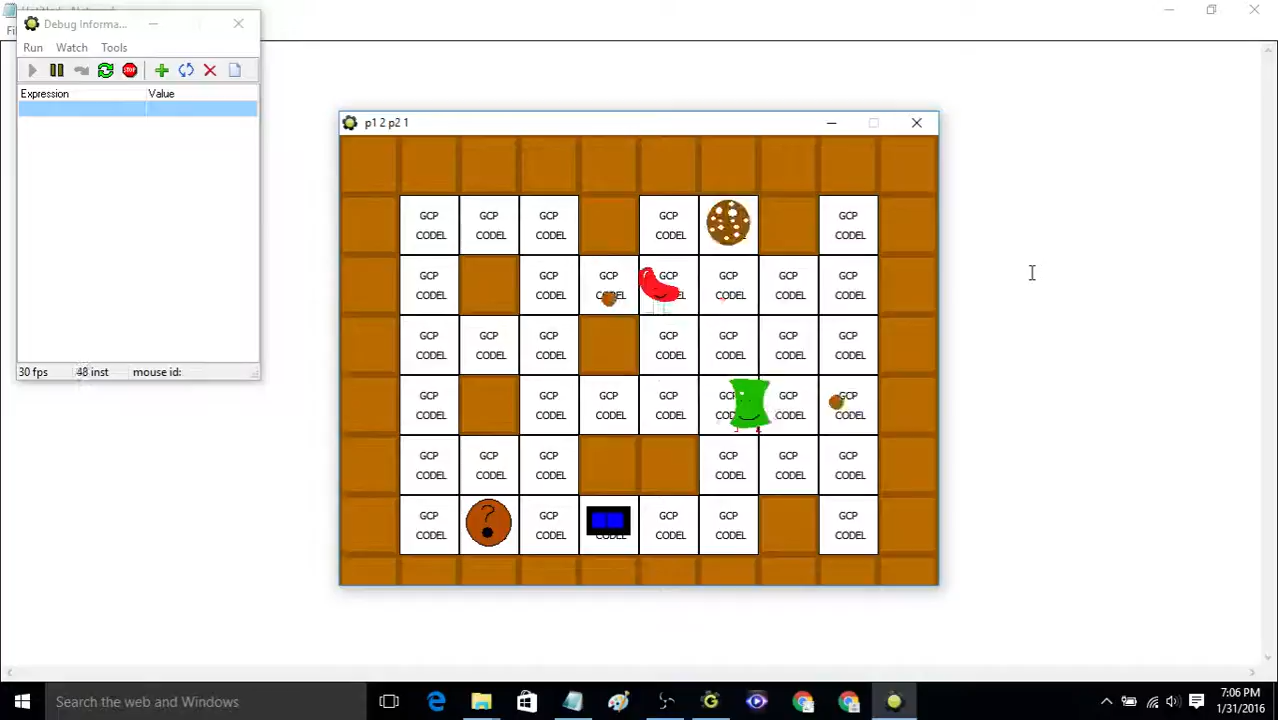 Debug Informa...
Run Watch Tools
STOP
Expression Value
30 fps 48 inst mouse id:
p1 2 p2 1
GCP GCP GCP GCP GCP
CODEL CODEL CODEL CODEL CODEL
GCP GCP GCP GCP GCP GCP GCP
CODEL CODEL CODEL CODEL CODEL
GCP GCP GCP GCP GCP GCP GCP
CODEL CODEL CODEL CODEL CODEL CODEL CODEL
GCP GCP GCP GCP GCP GCP
CODEL CODEL CODEL CODEL CODEL CODEL
GCP GCP GCP GCP GCP GCP
CODEL CODEL CODEL CODEL CODEL CODEL
? GCP GCP GCP GCP GCP
CODEL CODEL CODEL CODEL CODEL CODEL
Search the web and Windows
7:06 PM
1/31/2016